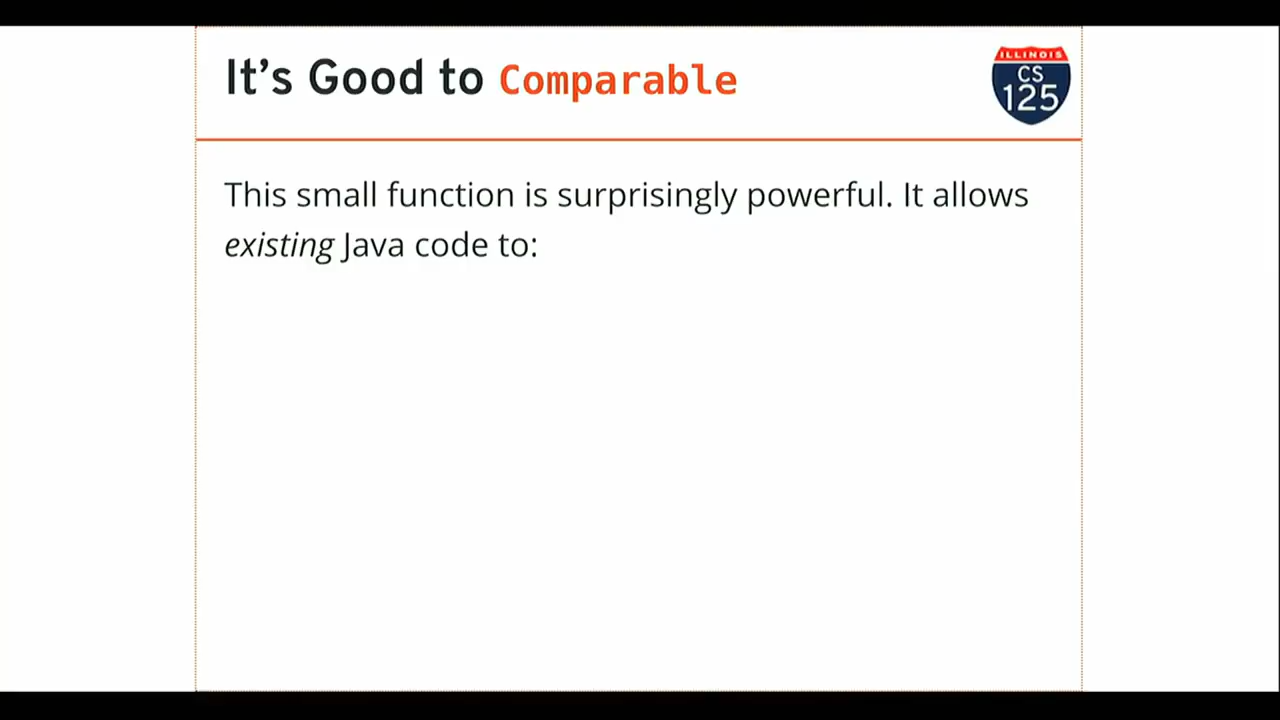 It’s Good to Comparable
ILLINOIS
CS
125
This small function is surprisingly powerful. It allows
existing Java code to: